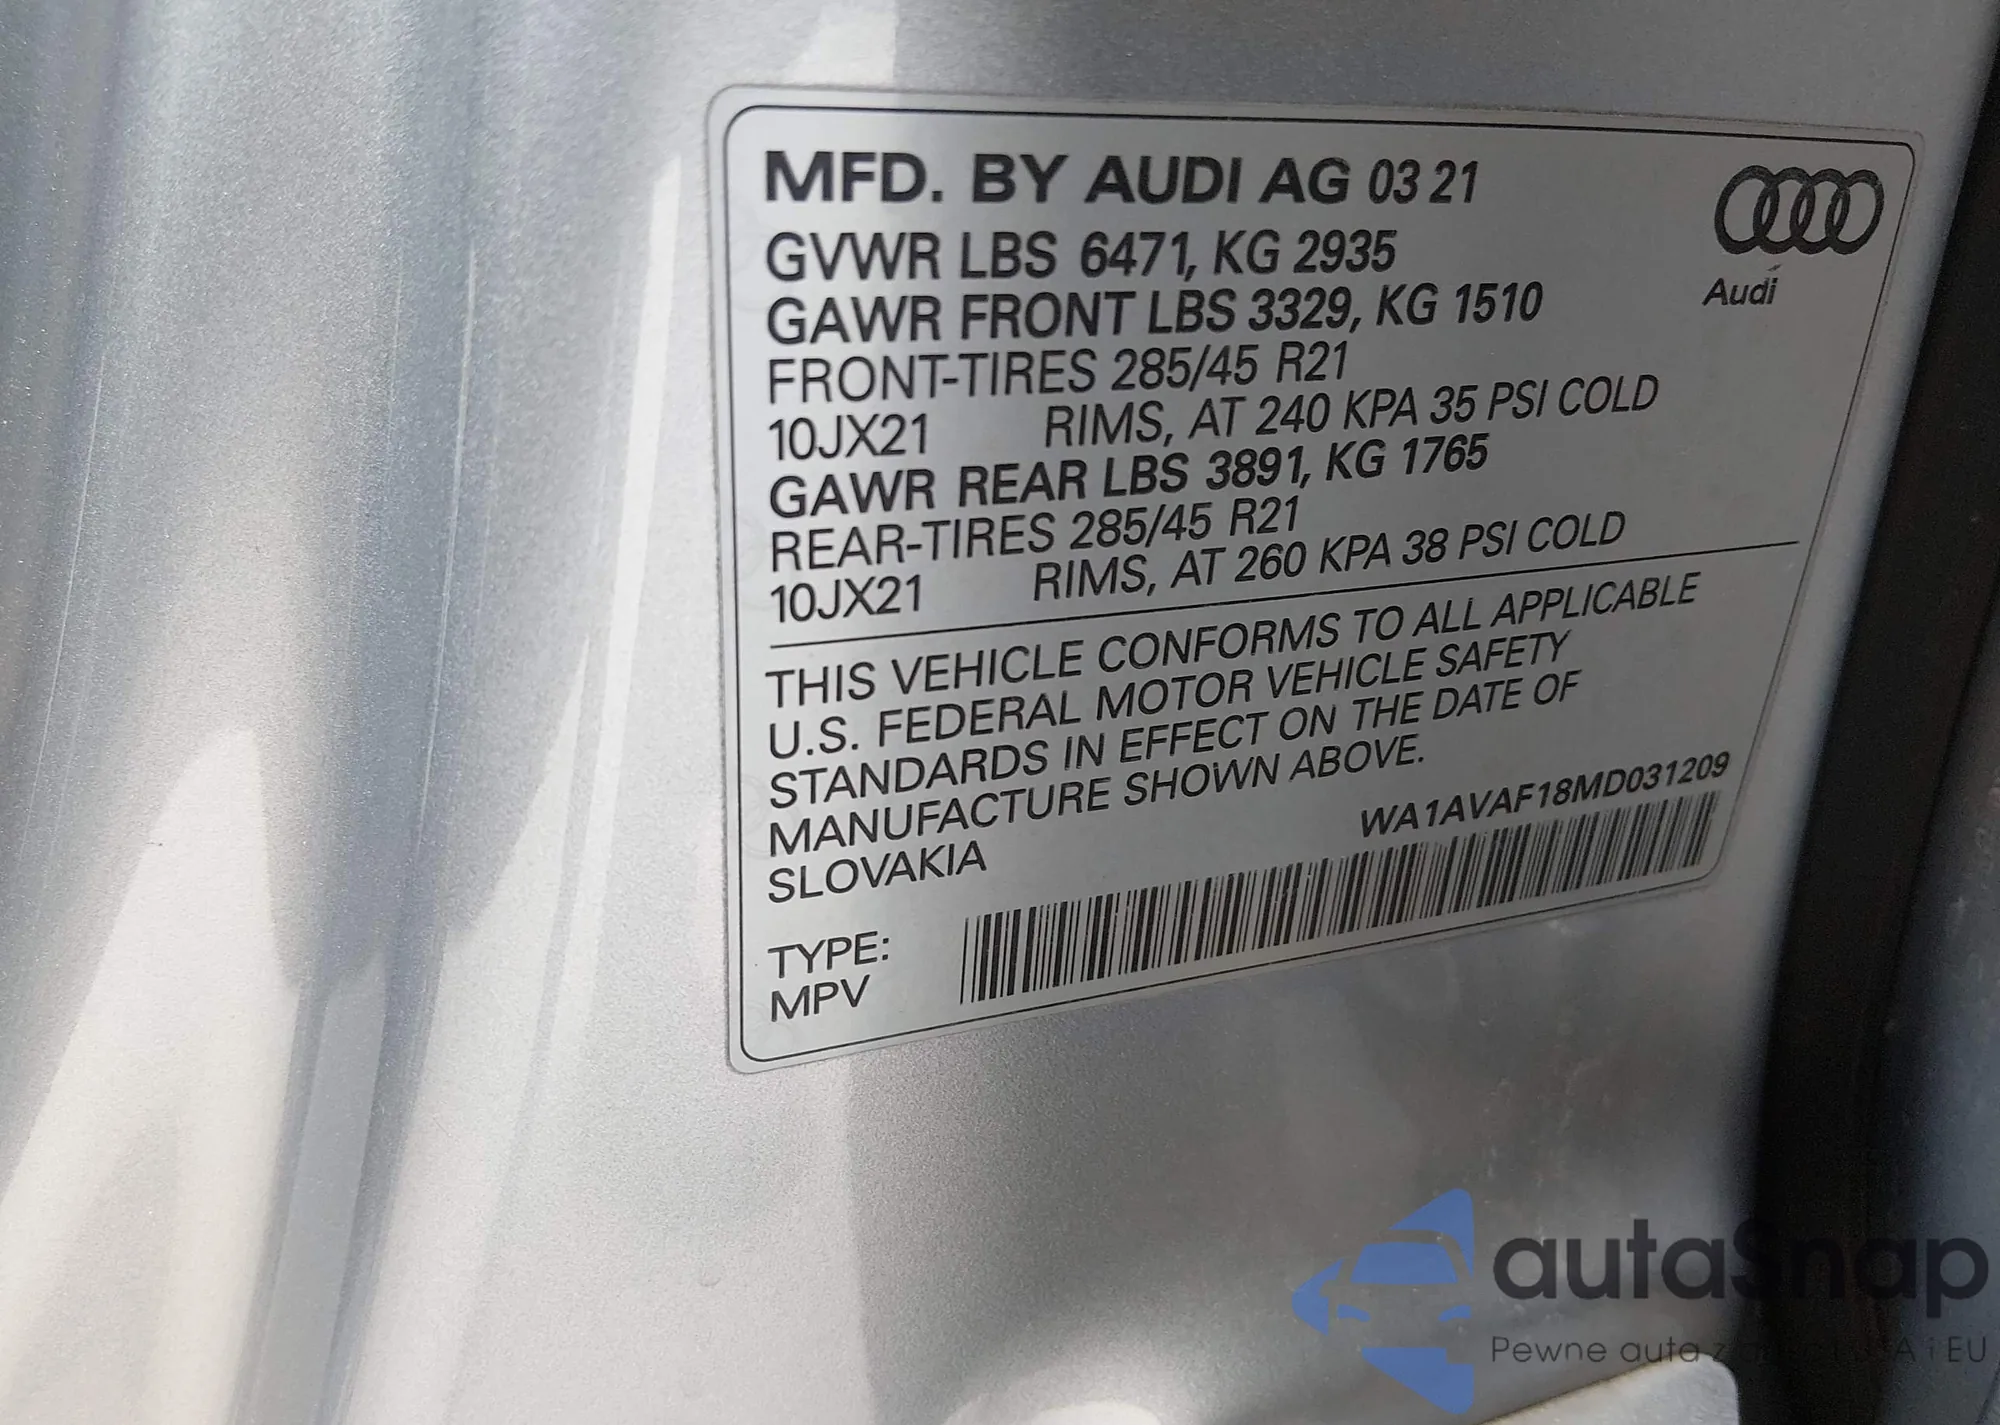 MFD. BY AUDI AG 03 21
GVWR LBS 6471, KG 2935
GAWR FRONT LBS 3329, KG 1510
FRONT-TIRES 285/45 R21
10JX21 RIMS, AT 240 KPA 35 PSI COLD
GAWR REAR LBS 3891, KG 1765
REAR-TIRES 285/45 R21
10JX21 RIMS, AT 260 KPA 38 PSI COLD
Audi
THIS VEHICLE CONFORMS TO ALL APPLICABLE
U.S. FEDERAL MOTOR VEHICLE SAFETY
STANDARDS IN EFFECT ON THE DATE OF
MANUFACTURE SHOWN ABOVE.
SLOVAKIA
WA1AVAF18MD031209
TYPE:
MPV
autasnap
Pewne auta z i EU